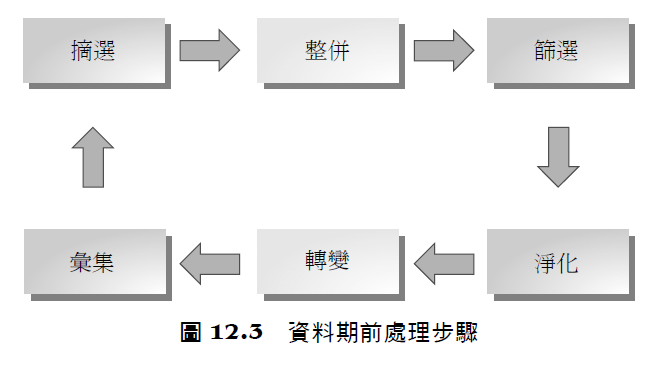 摘選
整併
篩選
彙集
轉變
淨化
圖 12.3 資料期前處理步驟